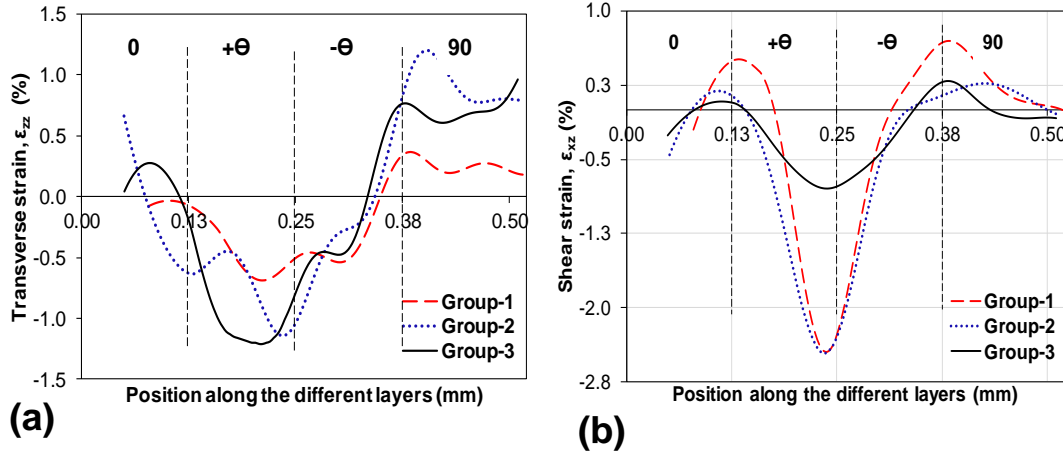 1.5
1.0
0.5
0.0
-0.5
-1.0
-1.5
Transverse strain, ε_zz (%)
0 +Ө -Ө 90
0.00 0.13 0.25 0.38 0.50
Group-1
Group-2
Group-3
Position along the different layers (mm)
(a)
1.0
0.3
-0.5
-1.3
-2.0
-2.8
Shear strain, ε_xz (%)
0 +Ө -Ө 90
0.00 0.13 0.25 0.38 0.50
Group-1
Group-2
Group-3
Position along the different layers (mm)
(b)